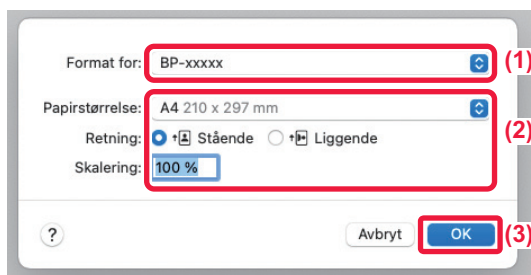 Format for: BP-xxxxx (1)
Papirstørrelse: A4 210 x 297 mm
(2)
Retning: Stående Liggende
Skalering: 100 %
? Avbryt OK (3)